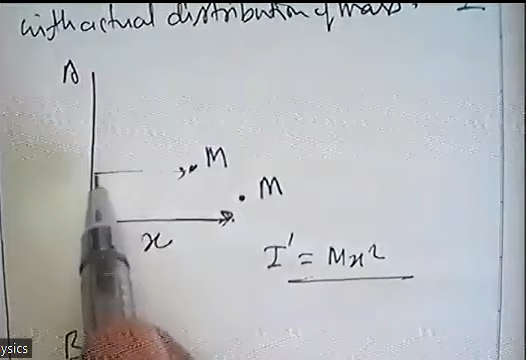 with actual distribution of mass.
A
M
M
x
I' = Mx²
B
ysics